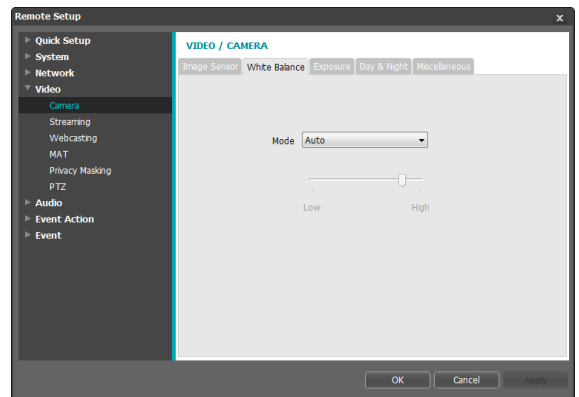 Remote Setup
x
Quick Setup
System
Network
Video
Camera
Streaming
Webcasting
MAT
Privacy Masking
PTZ
Audio
Event Action
Event
VIDEO / CAMERA
Image Sensor White Balance Exposure Day & Night Miscellaneous
Mode Auto
Low High
OK Cancel Apply